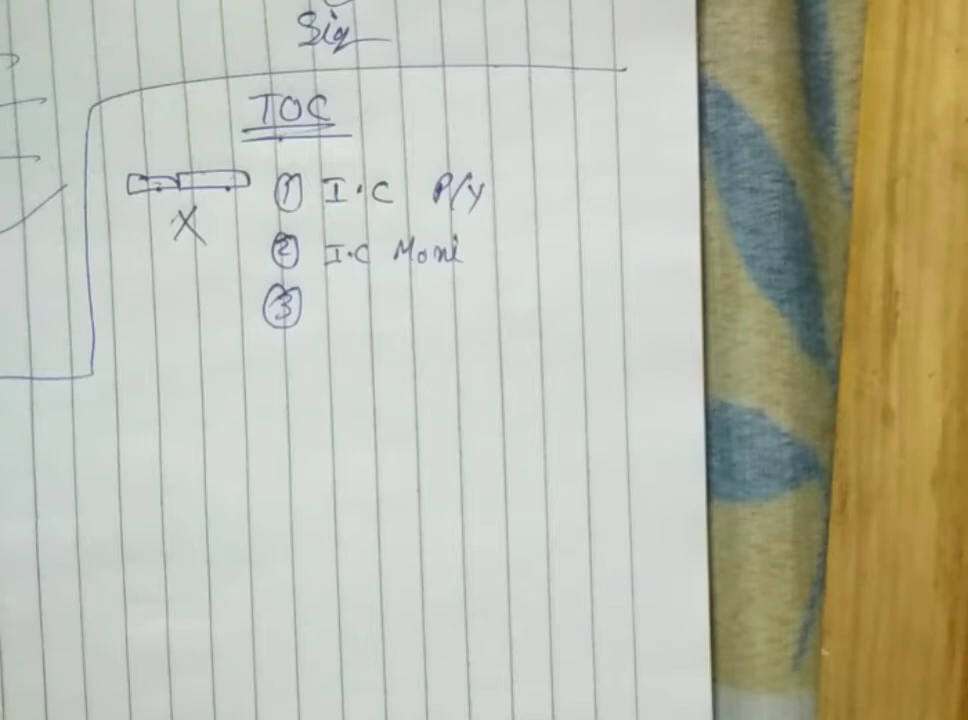 Sig
TOC
① I.C P/Y
X
② I.C Moni
③